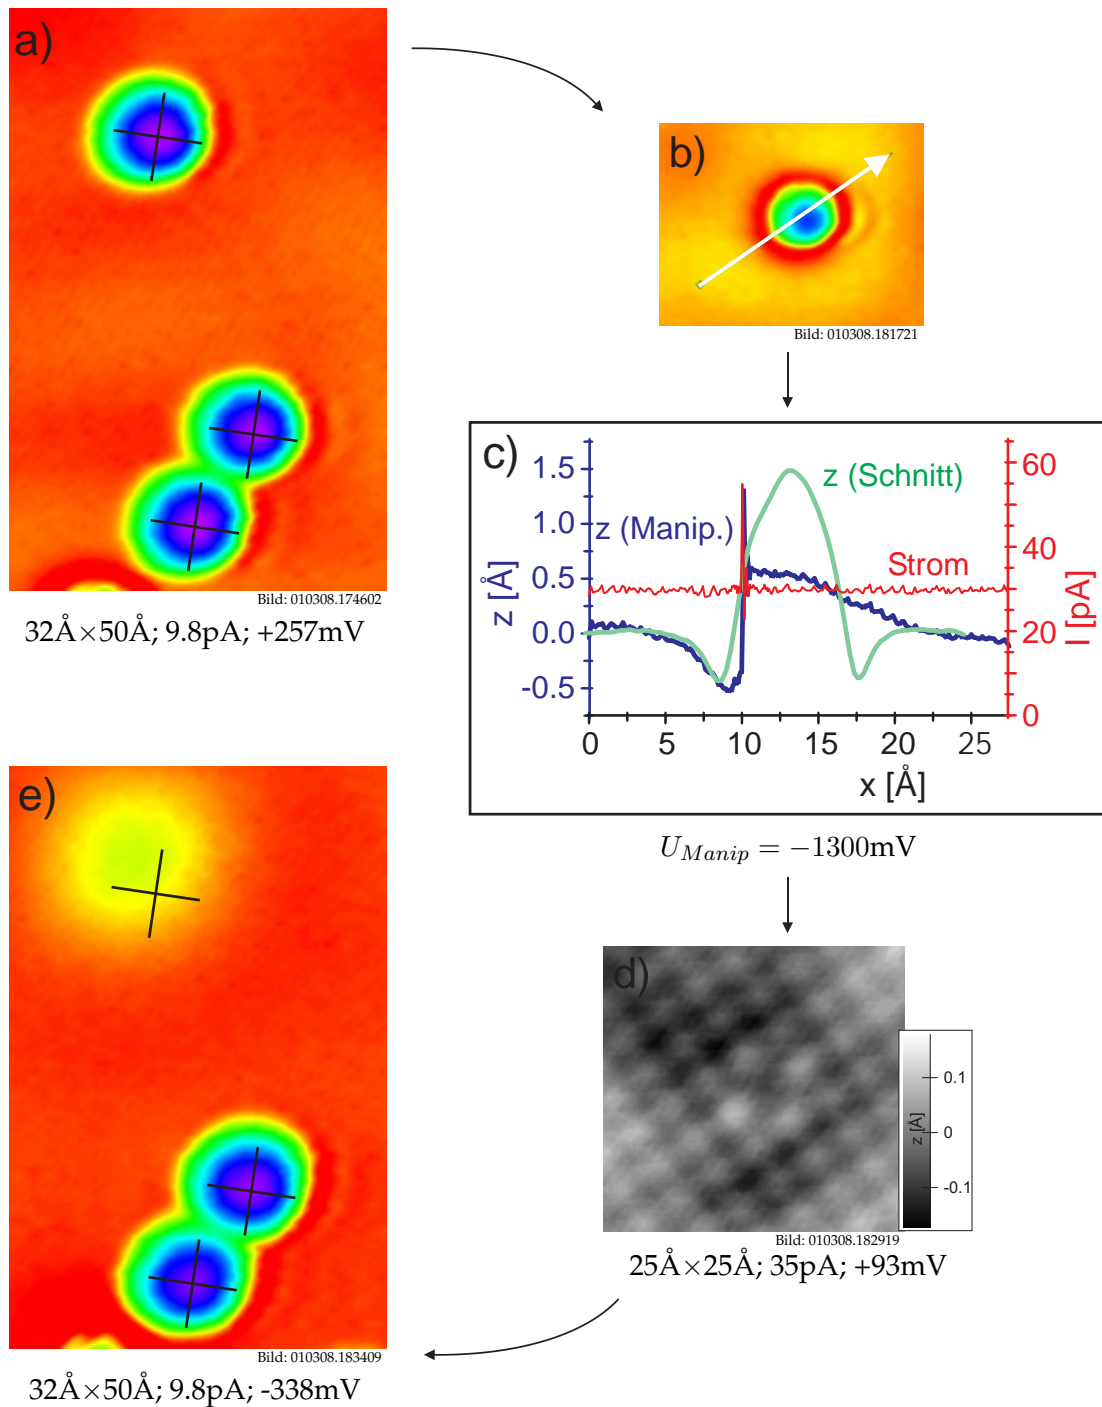 a)
Bild: 010308.174602
32Å×50Å; 9.8pA; +257mV
b)
Bild: 010308.181721
c)
z (Schnitt)
z (Manip.)
Strom
z [Å]
1.5
1.0
0.5
0.0
-0.5
I [pA]
60
40
20
0
0 5 10 15 20 25
x [Å]
U_Manip = −1300mV
d)
z [Å]
0.1
0
-0.1
Bild: 010308.182919
25Å×25Å; 35pA; +93mV
e)
Bild: 010308.183409
32Å×50Å; 9.8pA; -338mV